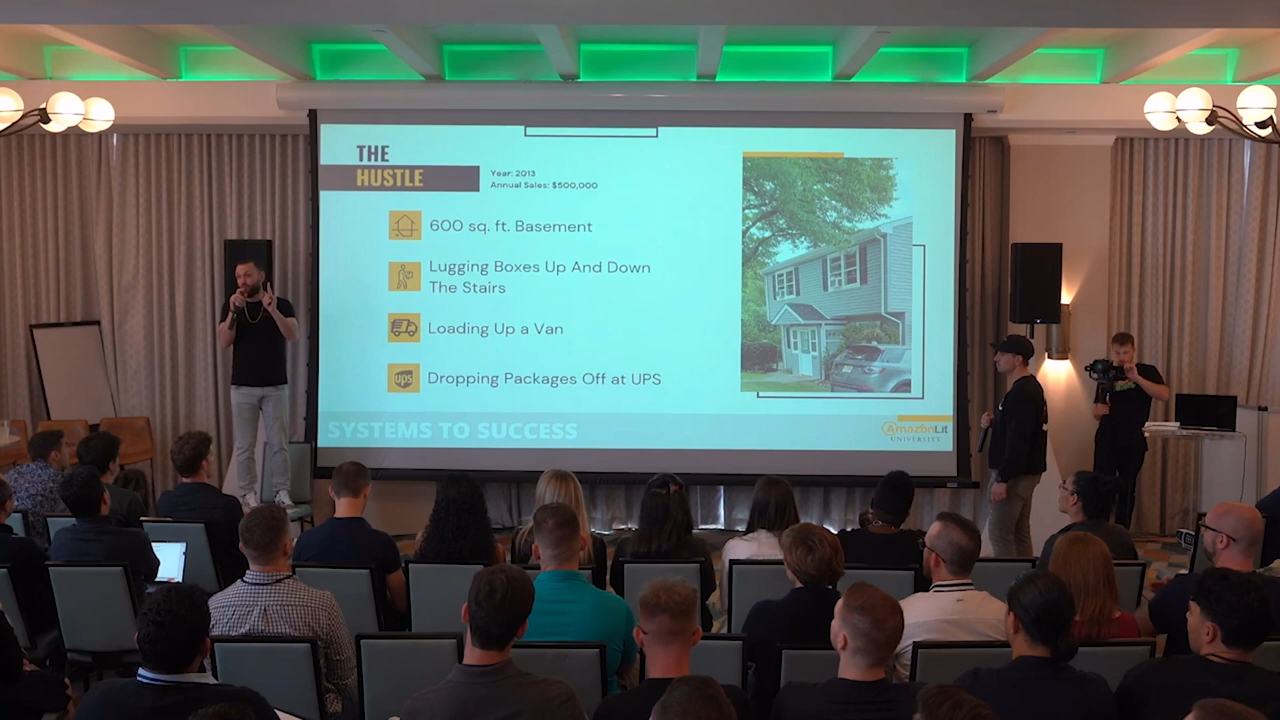 THE
HUSTLE
Year: 2013
Annual Sales: $500,000
600 sq. ft. Basement
Lugging Boxes Up And Down
The Stairs
Loading Up a Van
ups
Dropping Packages Off at UPS
SYSTEMS TO SUCCESS
AmazonLit
UNIVERSITY